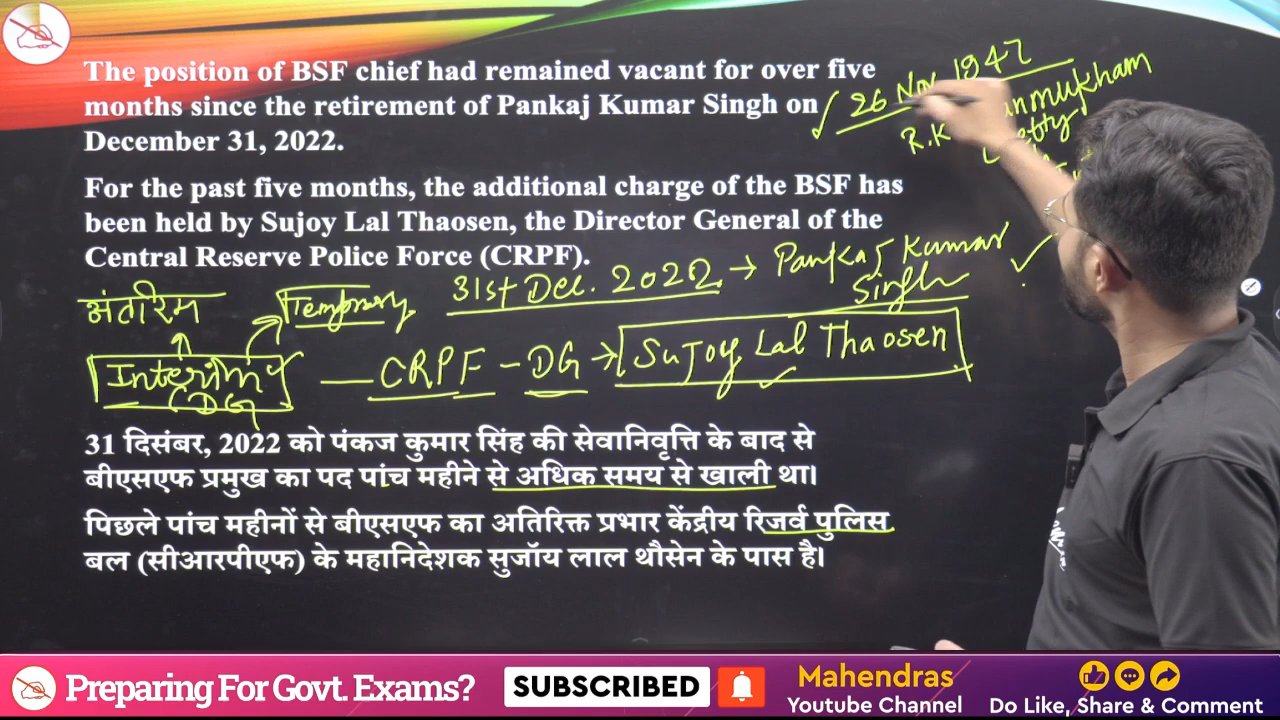 The position of BSF chief had remained vacant for over five
months since the retirement of Pankaj Kumar Singh on
December 31, 2022.
26 Nov 1947
R.K
nmukham
For the past five months, the additional charge of the BSF has
been held by Sujoy Lal Thaosen, the Director General of the
Central Reserve Police Force (CRPF).
अंतरिम
Temporary
31st Dec. 2022 → Pankaj Kumar
Singh
Interim
(DG
CRPF - DG → Sujoy Lal Thaosen
31 दिसंबर, 2022 को पंकज कुमार सिंह की सेवानिवृत्ति के बाद से
बीएसएफ प्रमुख का पद पांच महीने से अधिक समय से खाली था।
पिछले पांच महीनों से बीएसएफ का अतिरिक्त प्रभार केंद्रीय रिजर्व पुलिस
बल (सीआरपीएफ) के महानिदेशक सुजॉय लाल थौसेन के पास है।
Preparing For Govt. Exams?
SUBSCRIBED
Mahendras
Youtube Channel
Do Like, Share & Comment